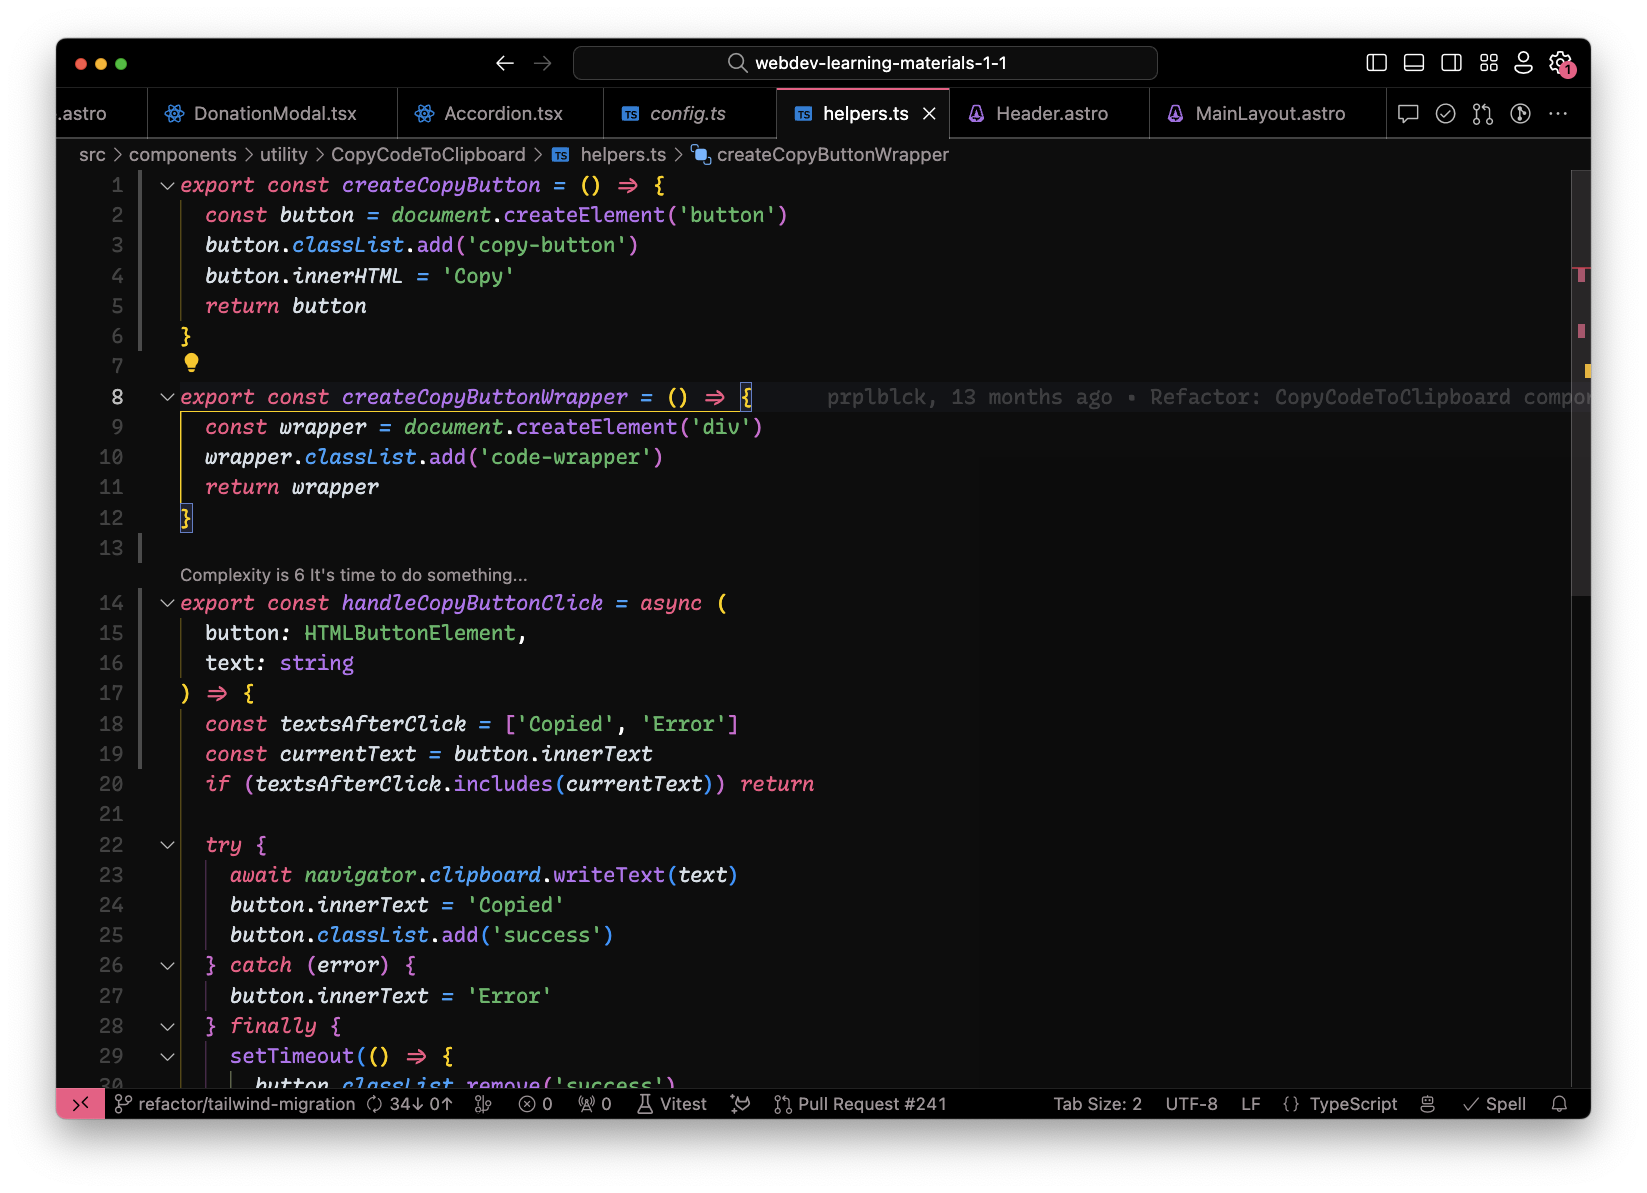 webdev-learning-materials-1-1
1
.astro
DonationModal.tsx
Accordion.tsx
TS config.ts
TS helpers.ts
Header.astro
MainLayout.astro
src > components > utility > CopyCodeToClipboard > TS helpers.ts > createCopyButtonWrapper
1 export const createCopyButton = () => {
2 const button = document.createElement('button')
3 button.classList.add('copy-button')
4 button.innerHTML = 'Copy'
5 return button
6 }
7
8 export const createCopyButtonWrapper = () => { prplblck, 13 months ago • Refactor: CopyCodeToClipboard compo
9 const wrapper = document.createElement('div')
10 wrapper.classList.add('code-wrapper')
11 return wrapper
12 }
13
Complexity is 6 It's time to do something...
14 export const handleCopyButtonClick = async (
15 button: HTMLButtonElement,
16 text: string
17 ) => {
18 const textsAfterClick = ['Copied', 'Error']
19 const currentText = button.innerText
20 if (textsAfterClick.includes(currentText)) return
21
22 try {
23 await navigator.clipboard.writeText(text)
24 button.innerText = 'Copied'
25 button.classList.add('success')
26 } catch (error) {
27 button.innerText = 'Error'
28 } finally {
29 setTimeout(() => {
30 button.classList.remove('success')
refactor/tailwind-migration 34↓ 0↑ 0 0 Vitest Pull Request #241 Tab Size: 2 UTF-8 LF {} TypeScript Spell